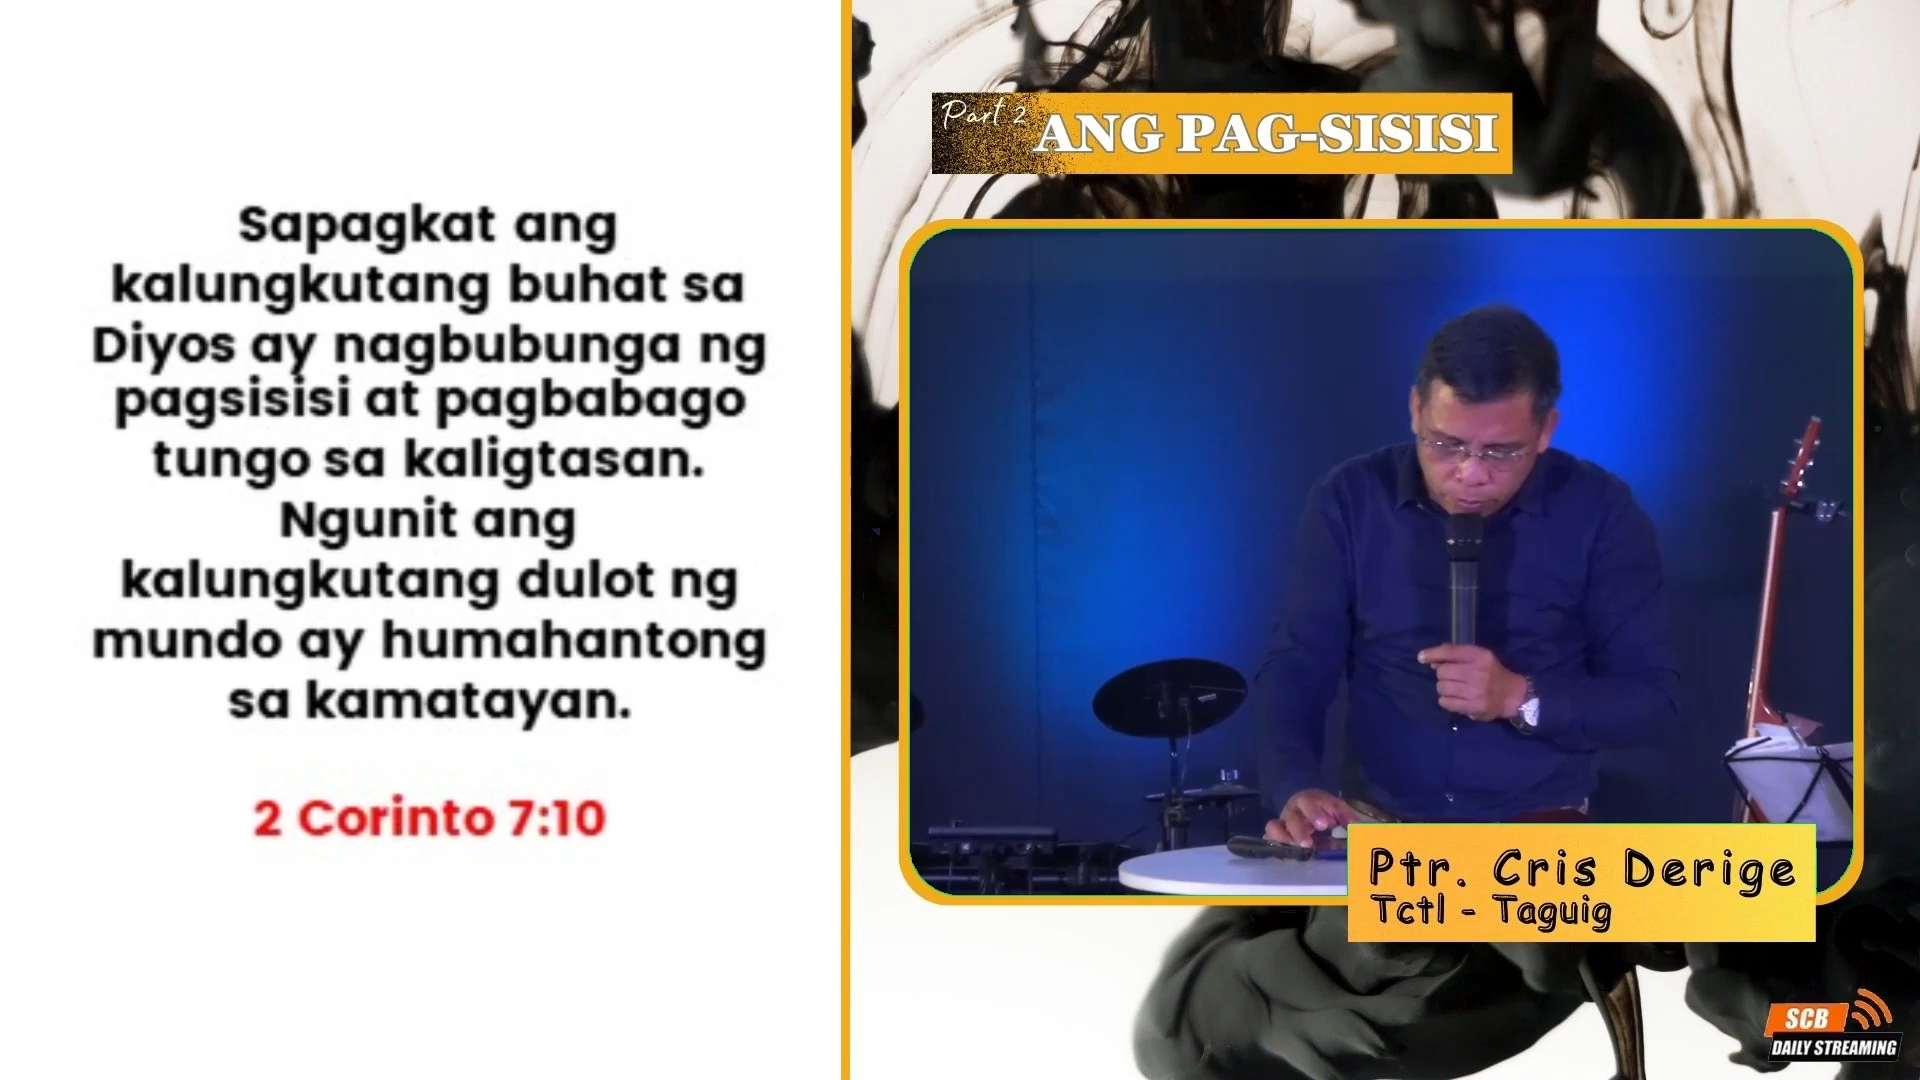 Sapagkat ang
kalungkutang buhat sa
Diyos ay nagbubunga ng
pagsisisi at pagbabago
tungo sa kaligtasan.
Ngunit ang
kalungkutang dulot ng
mundo ay humahantong
sa kamatayan.
2 Corinto 7:10
Part 2
ANG PAG-SISISI
Ptr. Cris Derige
Tctl - Taguig
SCB
DAILY STREAMING